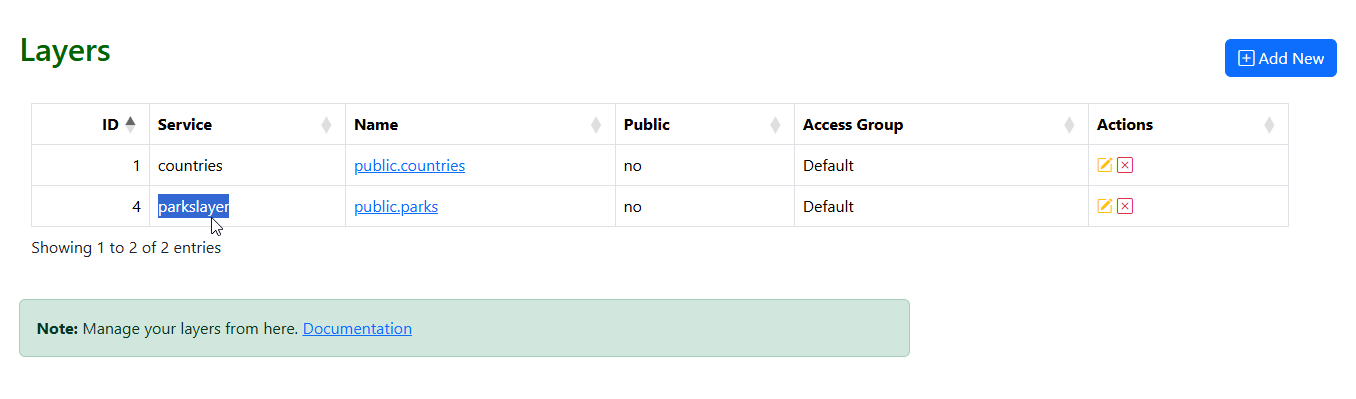 Layers
Add New
ID Service Name Public Access Group Actions
1 countries public.countries no Default
4 parkslayer public.parks no Default
Showing 1 to 2 of 2 entries
Note: Manage your layers from here. Documentation